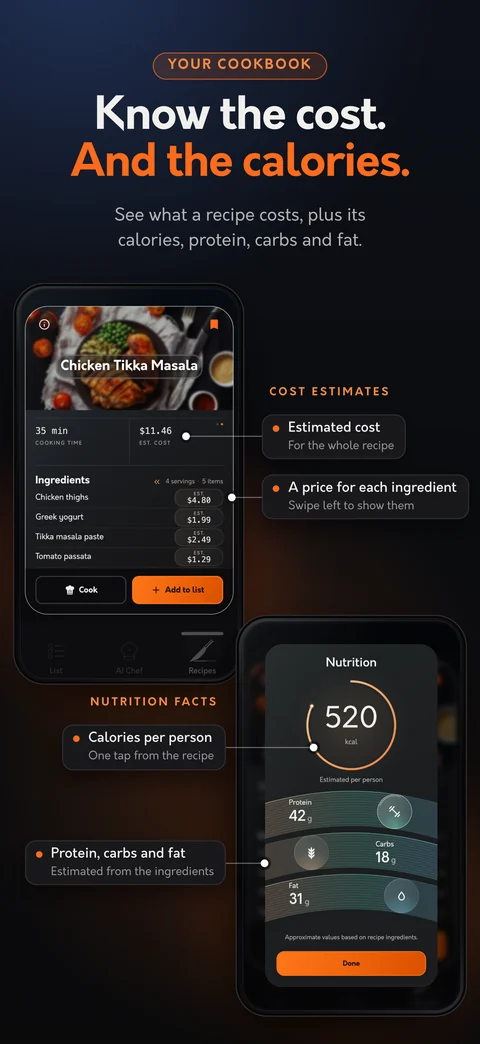 YOUR COOKBOOK
Know the cost.
And the calories.
See what a recipe costs, plus its
calories, protein, carbs and fat.
Chicken Tikka Masala
35 min
COOKING TIME
$11.46
EST. COST
Ingredients
« 4 servings · 5 items
Chicken thighs
EST.
$4.80
Greek yogurt
EST.
$1.99
Tikka masala paste
EST.
$2.49
Tomato passata
EST.
$1.29
Cook
+ Add to list
List
AI Chef
Recipes
COST ESTIMATES
Estimated cost
For the whole recipe
A price for each ingredient
Swipe left to show them
NUTRITION FACTS
Calories per person
One tap from the recipe
Protein, carbs and fat
Estimated from the ingredients
Nutrition
520
kcal
Estimated per person
Protein
42 g
Carbs
18 g
Fat
31 g
Approximate values based on recipe ingredients.
Done